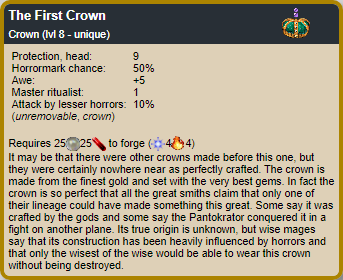 The First Crown
Crown (lvl 8 - unique)
Protection, head: 9
Horrormark chance: 50%
Awe: +5
Master ritualist: 1
Attack by lesser horrors: 10%
(unremovable, crown)
Requires 25 25 to forge ( 4 4)
It may be that there were other crowns made before this one, but
they were certainly nowhere near as perfectly crafted. The crown is
made from the finest gold and set with the very best gems. In fact the
crown is so perfect that all the great smiths claim that only one of
their lineage could have made something this great. Some say it was
crafted by the gods and some say the Pantokrator conquered it in a
fight on another plane. Its true origin is unknown, but wise mages
say that its construction has been heavily influenced by horrors and
that only the wisest of the wise would be able to wear this crown
without being destroyed.